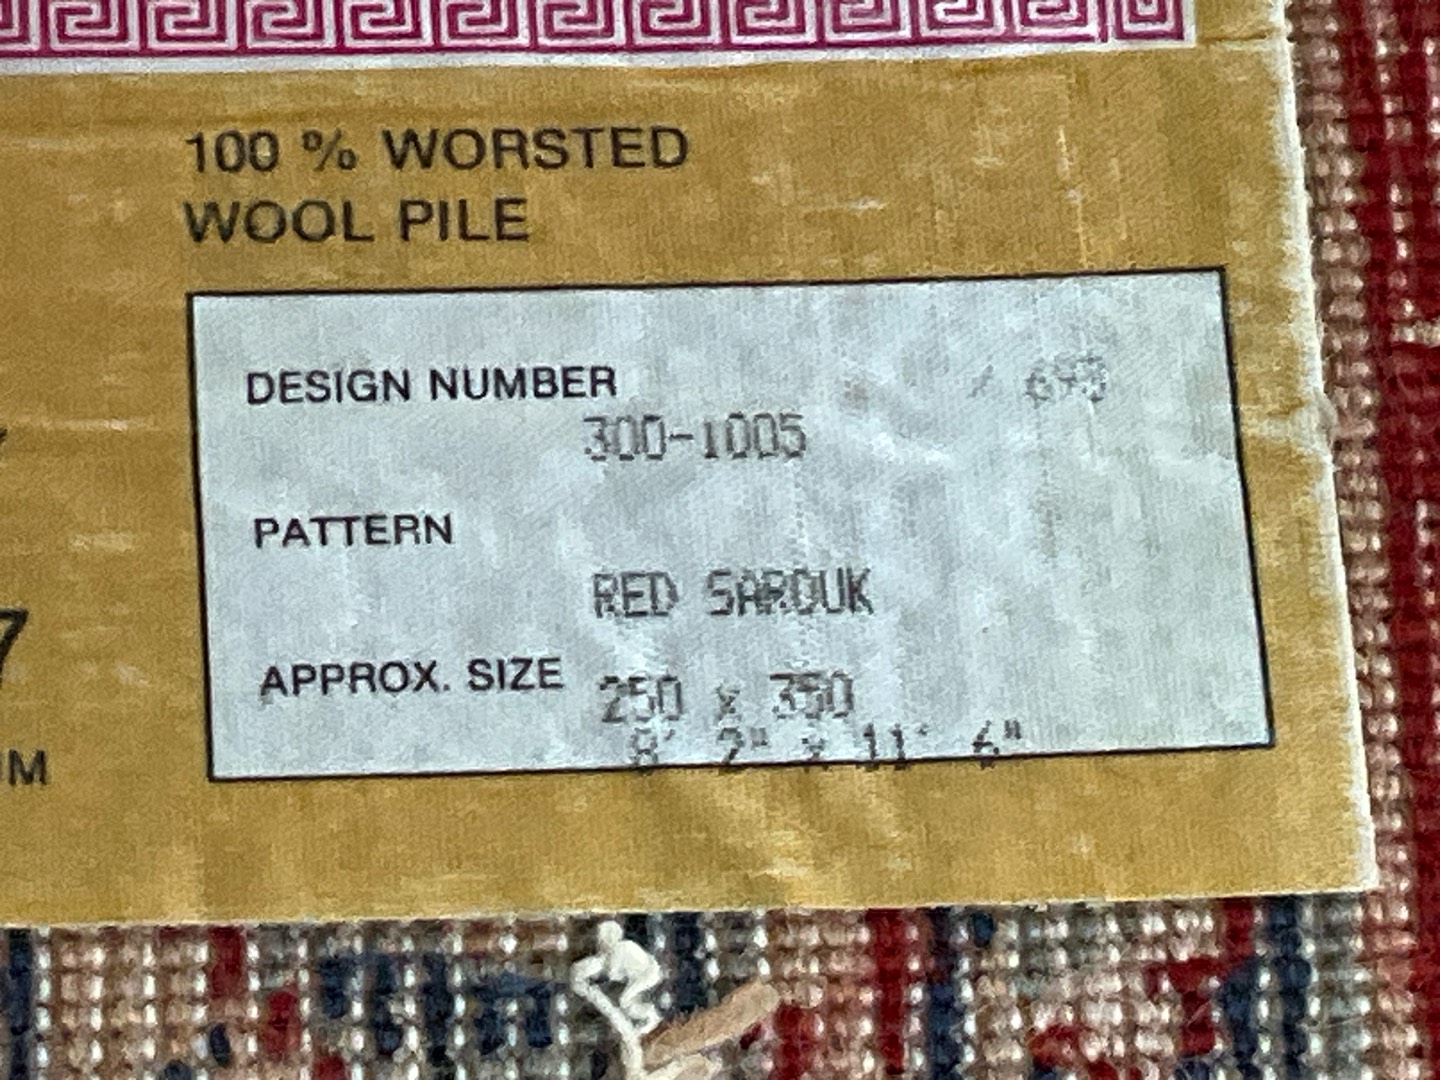 100 % WORSTED
WOOL PILE
DESIGN NUMBER
300-1005
PATTERN
RED SAROUK
APPROX. SIZE 250 x 350
8' 2" x 11' 6"
7
M